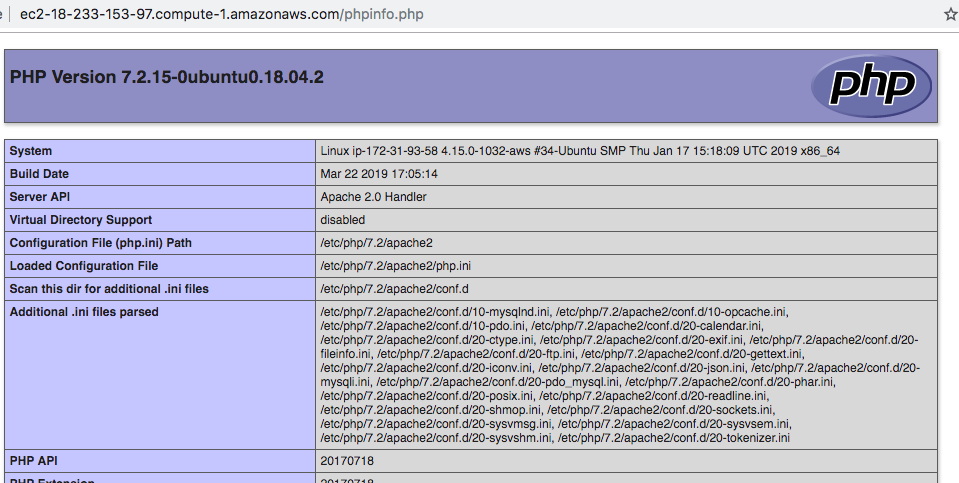 ec2-18-233-153-97.compute-1.amazonaws.com/phpinfo.php
PHP Version 7.2.15-0ubuntu0.18.04.2
php
System Linux ip-172-31-93-58 4.15.0-1032-aws #34-Ubuntu SMP Thu Jan 17 15:18:09 UTC 2019 x86_64
Build Date Mar 22 2019 17:05:14
Server API Apache 2.0 Handler
Virtual Directory Support disabled
Configuration File (php.ini) Path /etc/php/7.2/apache2
Loaded Configuration File /etc/php/7.2/apache2/php.ini
Scan this dir for additional .ini files /etc/php/7.2/apache2/conf.d
Additional .ini files parsed /etc/php/7.2/apache2/conf.d/10-mysqlnd.ini, /etc/php/7.2/apache2/conf.d/10-opcache.ini,
/etc/php/7.2/apache2/conf.d/10-pdo.ini, /etc/php/7.2/apache2/conf.d/20-calendar.ini,
/etc/php/7.2/apache2/conf.d/20-ctype.ini, /etc/php/7.2/apache2/conf.d/20-exif.ini, /etc/php/7.2/apache2/conf.d/20-
fileinfo.ini, /etc/php/7.2/apache2/conf.d/20-ftp.ini, /etc/php/7.2/apache2/conf.d/20-gettext.ini,
/etc/php/7.2/apache2/conf.d/20-iconv.ini, /etc/php/7.2/apache2/conf.d/20-json.ini, /etc/php/7.2/apache2/conf.d/20-
mysqli.ini, /etc/php/7.2/apache2/conf.d/20-pdo_mysql.ini, /etc/php/7.2/apache2/conf.d/20-phar.ini,
/etc/php/7.2/apache2/conf.d/20-posix.ini, /etc/php/7.2/apache2/conf.d/20-readline.ini,
/etc/php/7.2/apache2/conf.d/20-shmop.ini, /etc/php/7.2/apache2/conf.d/20-sockets.ini,
/etc/php/7.2/apache2/conf.d/20-sysvmsg.ini, /etc/php/7.2/apache2/conf.d/20-sysvsem.ini,
/etc/php/7.2/apache2/conf.d/20-sysvshm.ini, /etc/php/7.2/apache2/conf.d/20-tokenizer.ini
PHP API 20170718
PHP Extension 20170718